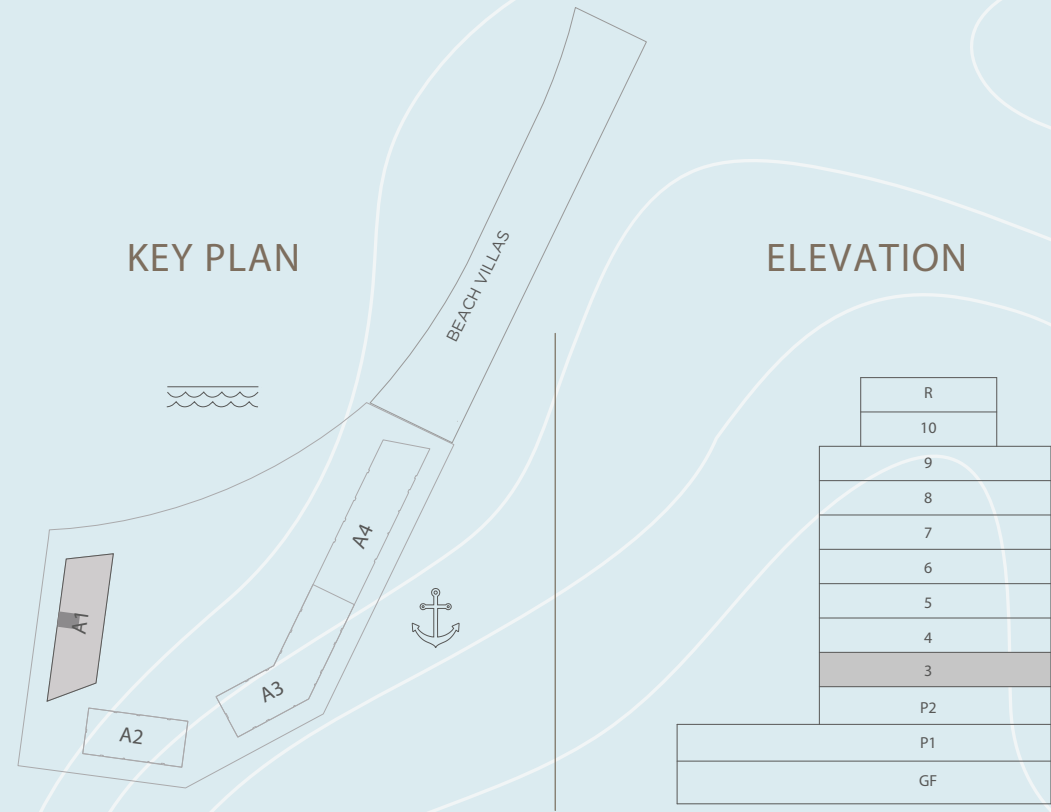 KEY PLAN
BEACH VILLAS
A4
A1
A3
A2
ELEVATION
R
10
9
8
7
6
5
4
3
P2
P1
GF